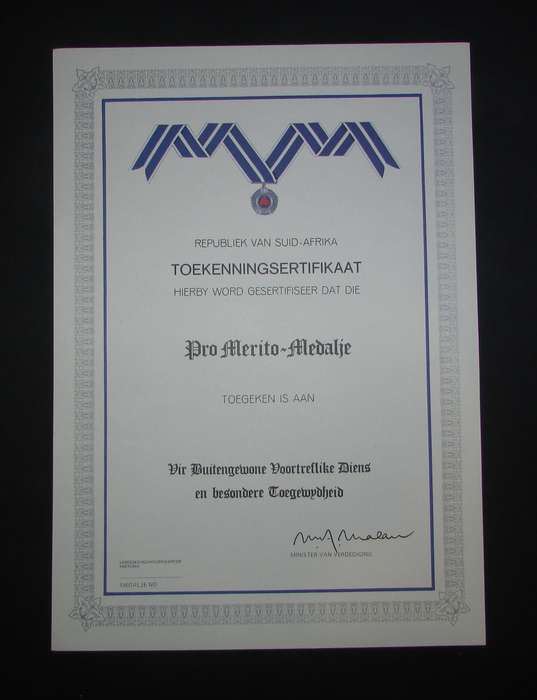 REPUBLIEK VAN SUID-AFRIKA
TOEKENNINGSERTIFIKAAT
HIERBY WORD GESERTIFISEER DAT DIE
Pro Merito-Medalje
TOEGEKEN IS AAN
Vir Buitengewone Voortreflike Diens
en besondere Toegewydheid
MINISTER VAN VERDEDIGING
PRETORIA
MEDALJE NO